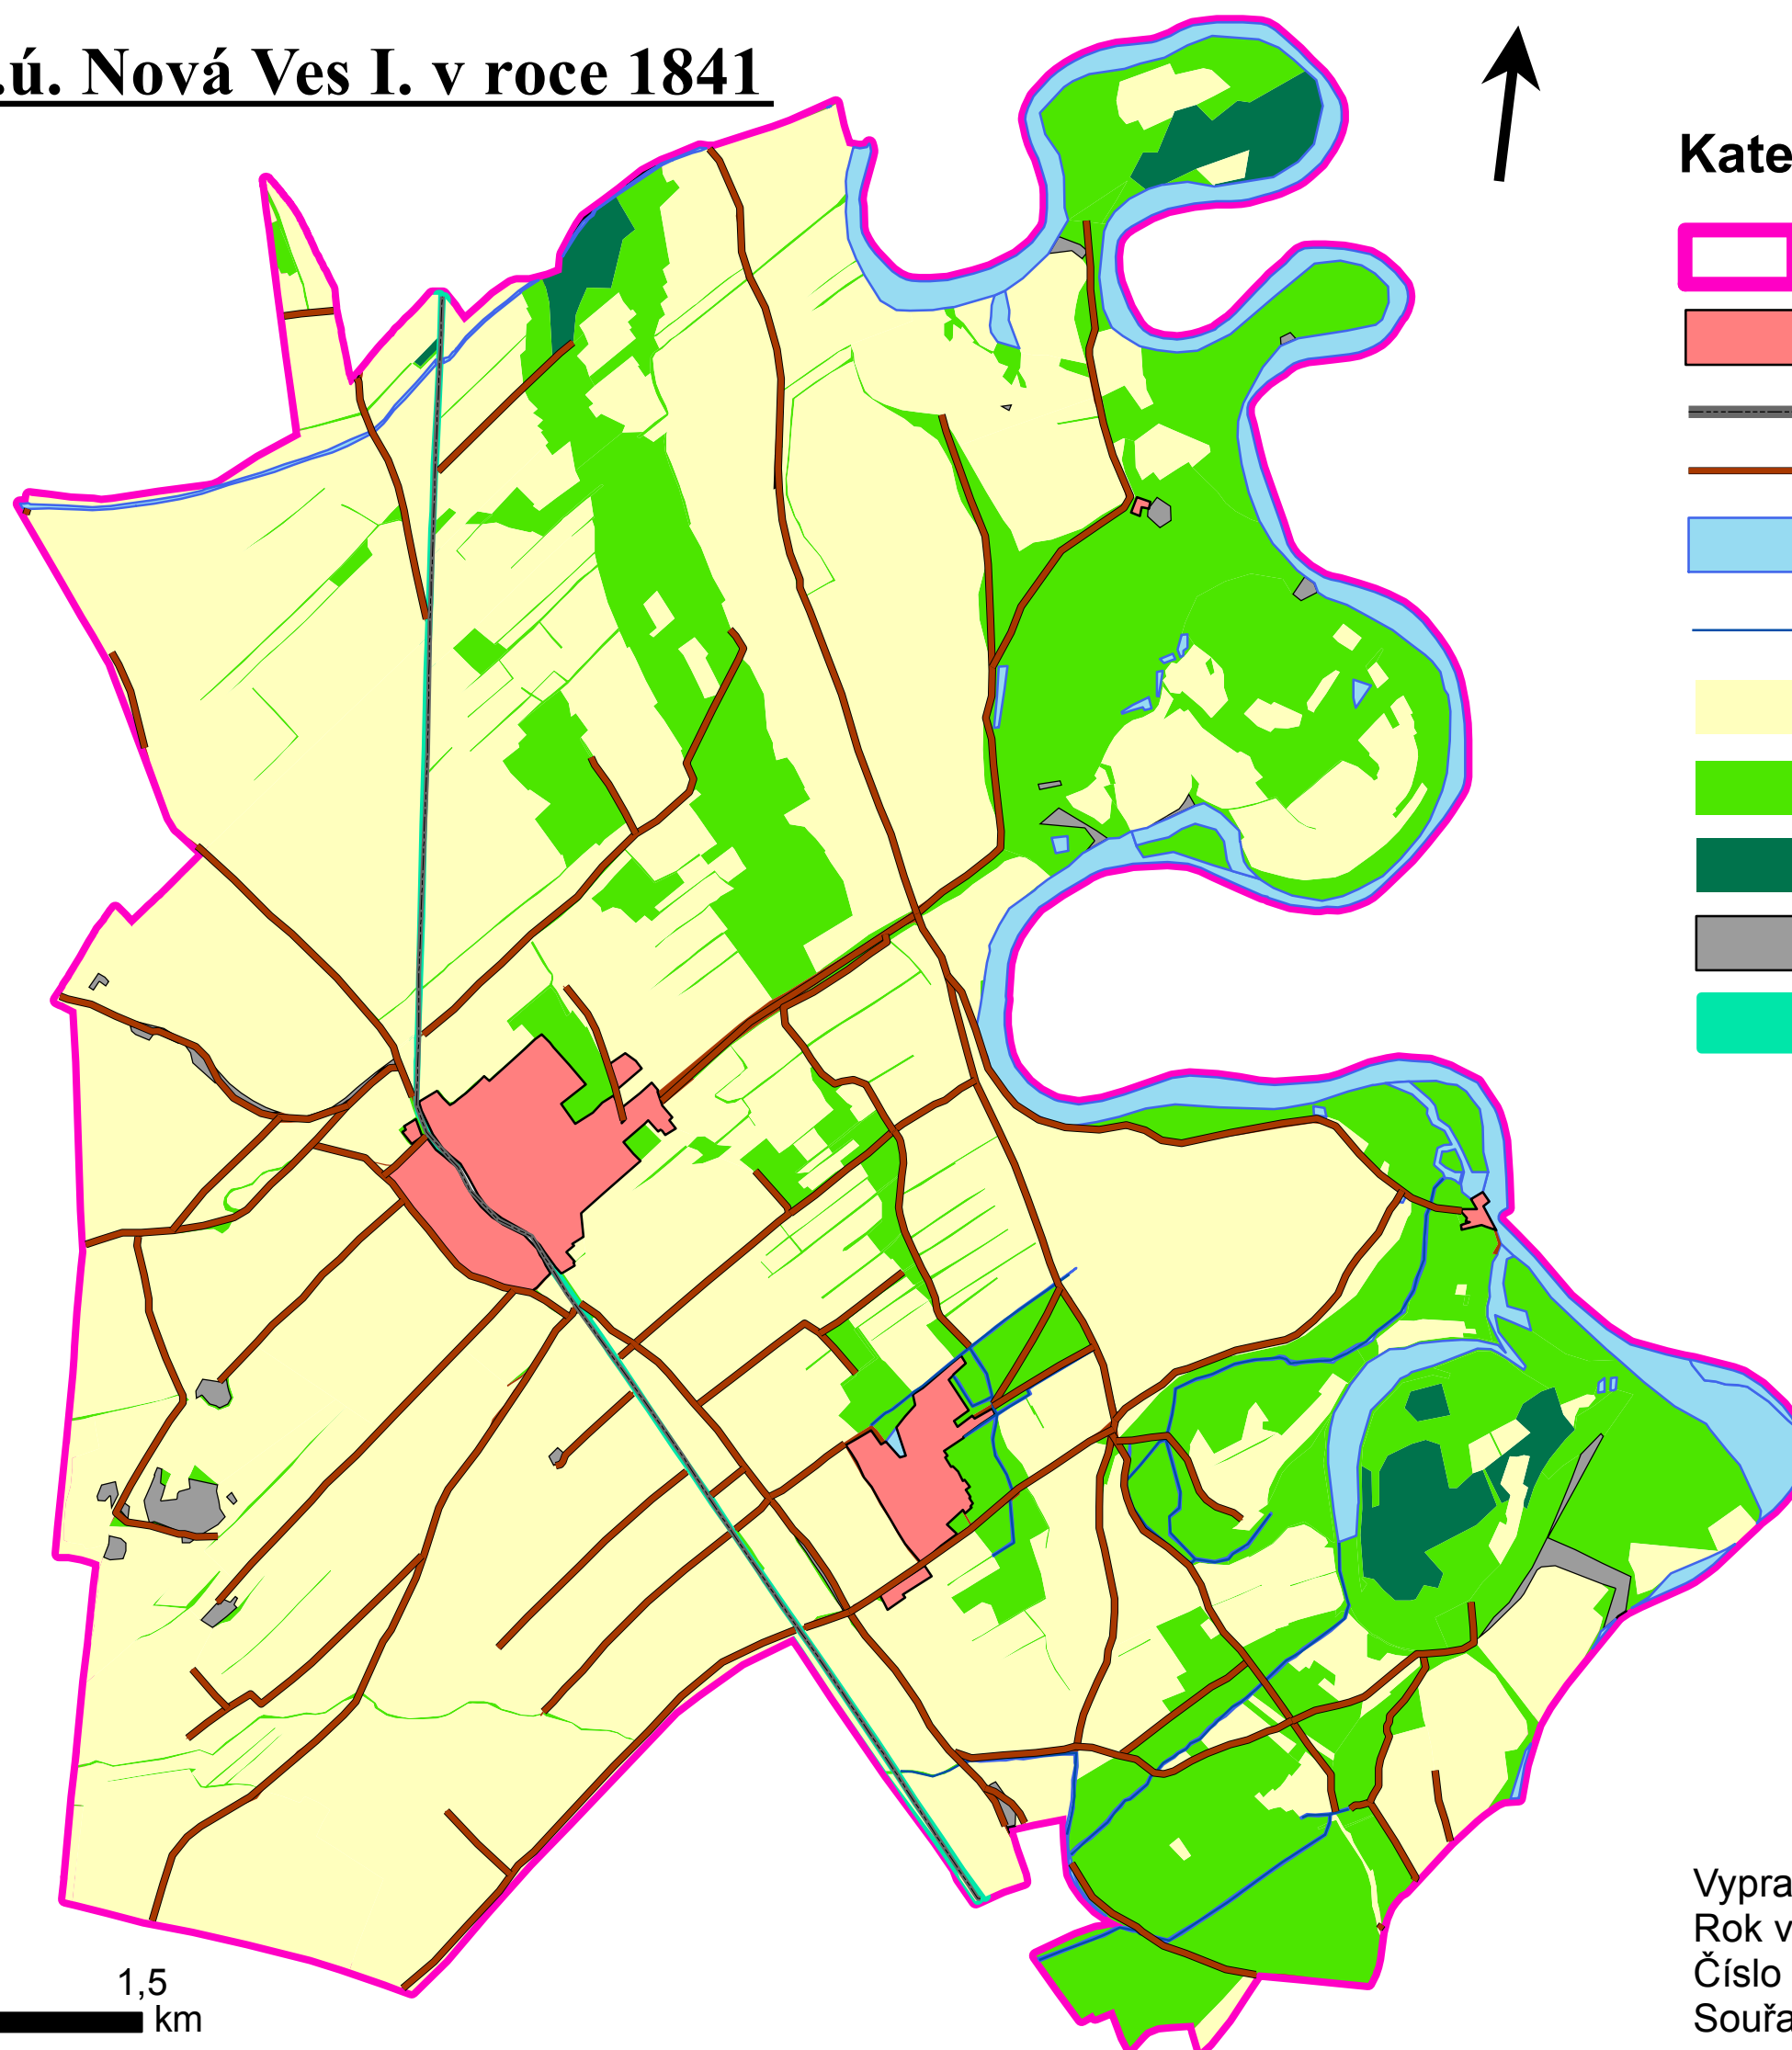 .ú. Nová Ves I. v roce 1841
Kate
1,5
km
Vypra
Rok v
Číslo
Souřa